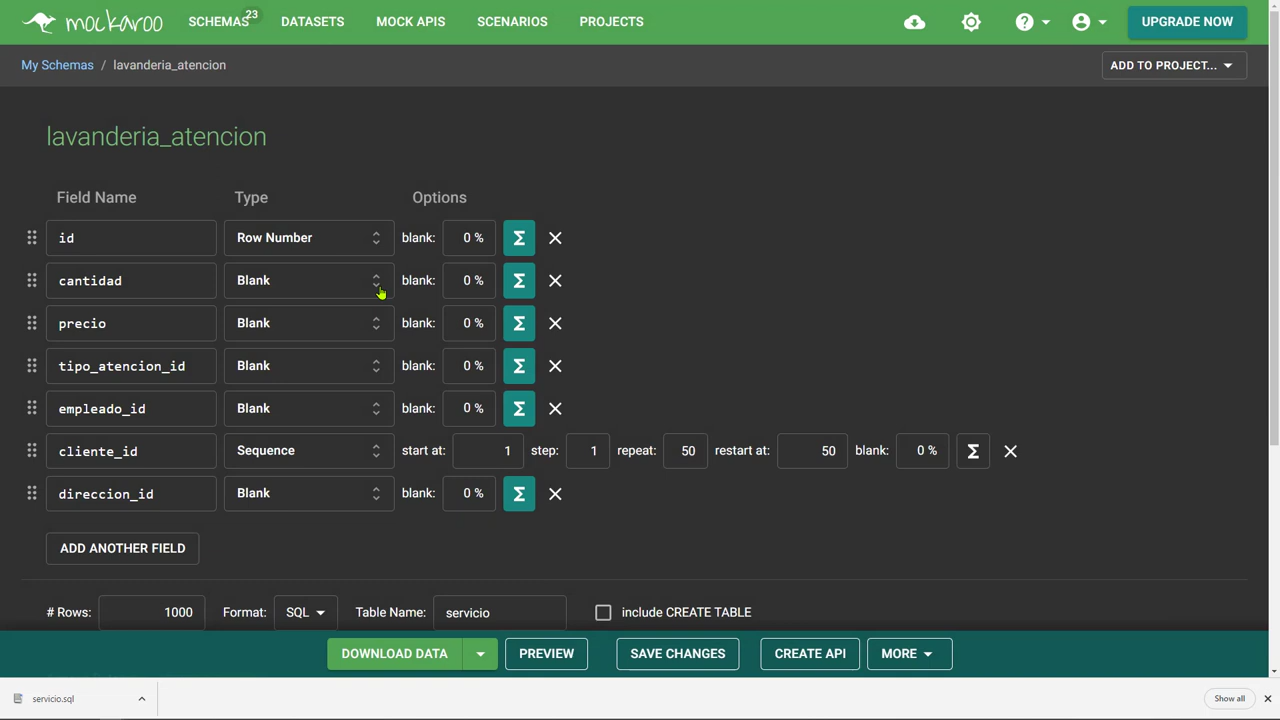 mockaroo SCHEMAS 23 DATASETS MOCK APIS SCENARIOS PROJECTS UPGRADE NOW
My Schemas / lavanderia_atencion ADD TO PROJECT...
lavanderia_atencion
Field Name Type Options
id Row Number blank: 0 % Σ
cantidad Blank blank: 0 % Σ
precio Blank blank: 0 % Σ
tipo_atencion_id Blank blank: 0 % Σ
empleado_id Blank blank: 0 % Σ
cliente_id Sequence start at: 1 step: 1 repeat: 50 restart at: 50 blank: 0 % Σ
direccion_id Blank blank: 0 % Σ
ADD ANOTHER FIELD
# Rows: 1000 Format: SQL Table Name: servicio include CREATE TABLE
DOWNLOAD DATA PREVIEW SAVE CHANGES CREATE API MORE
servicio.sql Show all